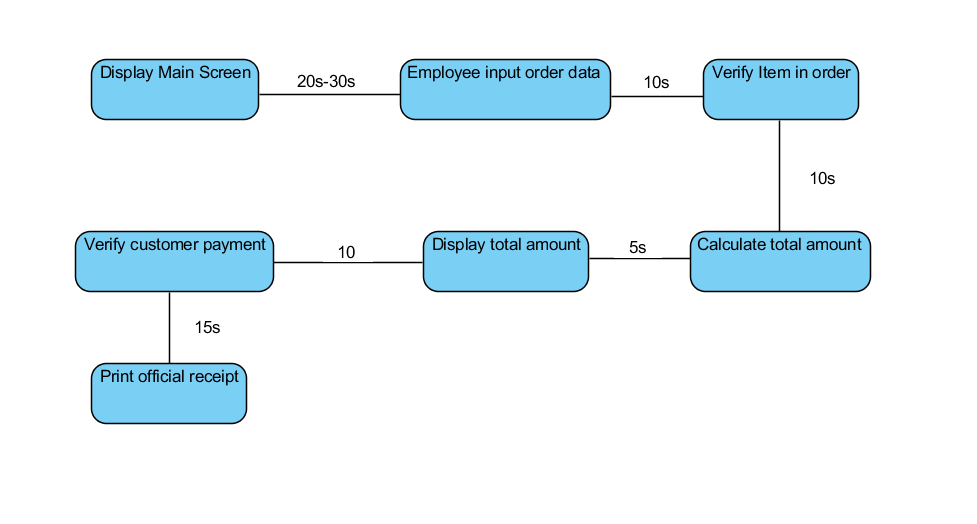 Display Main Screen
20s-30s
Employee input order data
10s
Verify Item in order
10s
Calculate total amount
5s
Display total amount
10
Verify customer payment
15s
Print official receipt